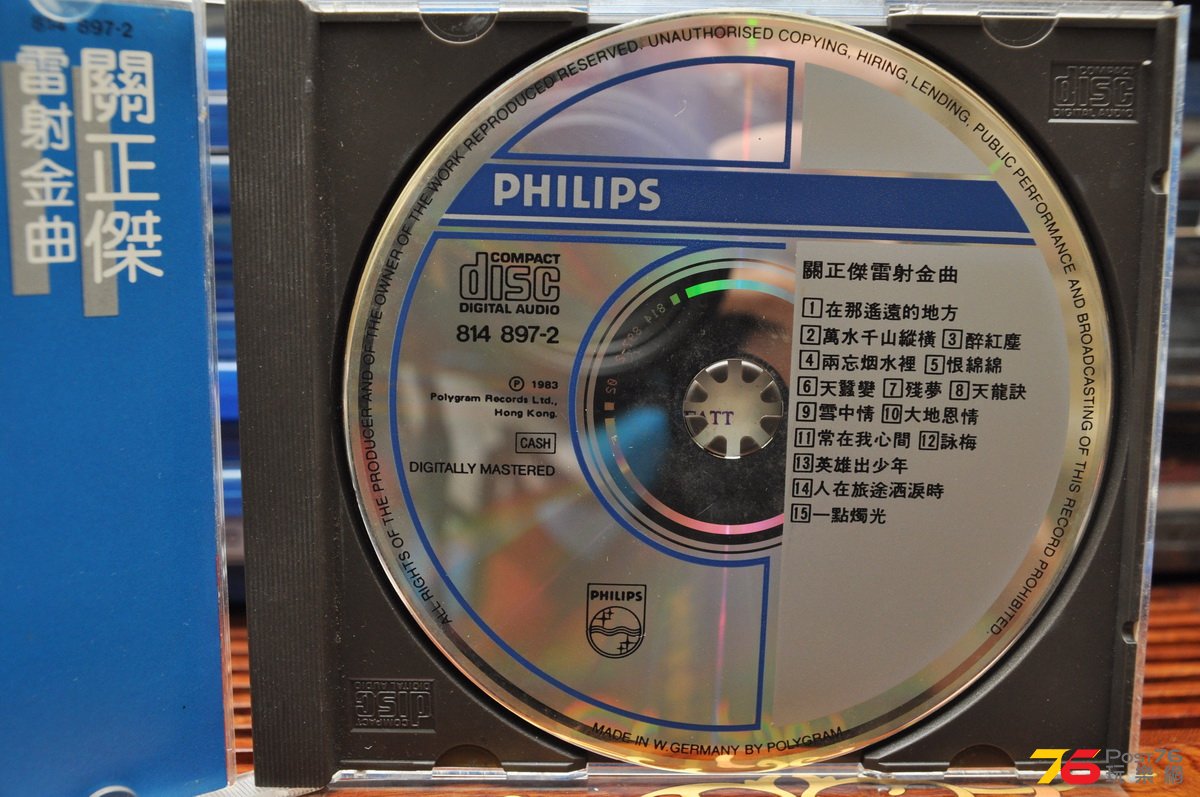 814 897-2
關正傑
雷射金曲
ALL RIGHTS OF THE PRODUCER AND OF THE OWNER OF THE WORK REPRODUCED RESERVED. UNAUTHORISED COPYING, HIRING, LENDING, PUBLIC PERFORMANCE AND BROADCASTING OF THIS RECORD PROHIBITED.
PHILIPS
COMPACT
disc
DIGITAL AUDIO
814 897-2
Ⓟ 1983
Polygram Records Ltd.,
Hong Kong.
CASH
DIGITALLY MASTERED
關正傑雷射金曲
1 在那遙遠的地方
2 萬水千山縱橫 3 醉紅塵
4 兩忘烟水裡 5 恨綿綿
6 天蠶變 7 殘夢 8 天龍訣
9 雪中情 10 大地恩情
11 常在我心間 12 詠梅
13 英雄出少年
14 人在旅途洒淚時
15 一點燭光
PHILIPS
MADE IN W.GERMANY BY POLYGRAM
COMPACT
disc
DIGITAL AUDIO
COMPACT
disc
DIGITAL AUDIO
76
Post76